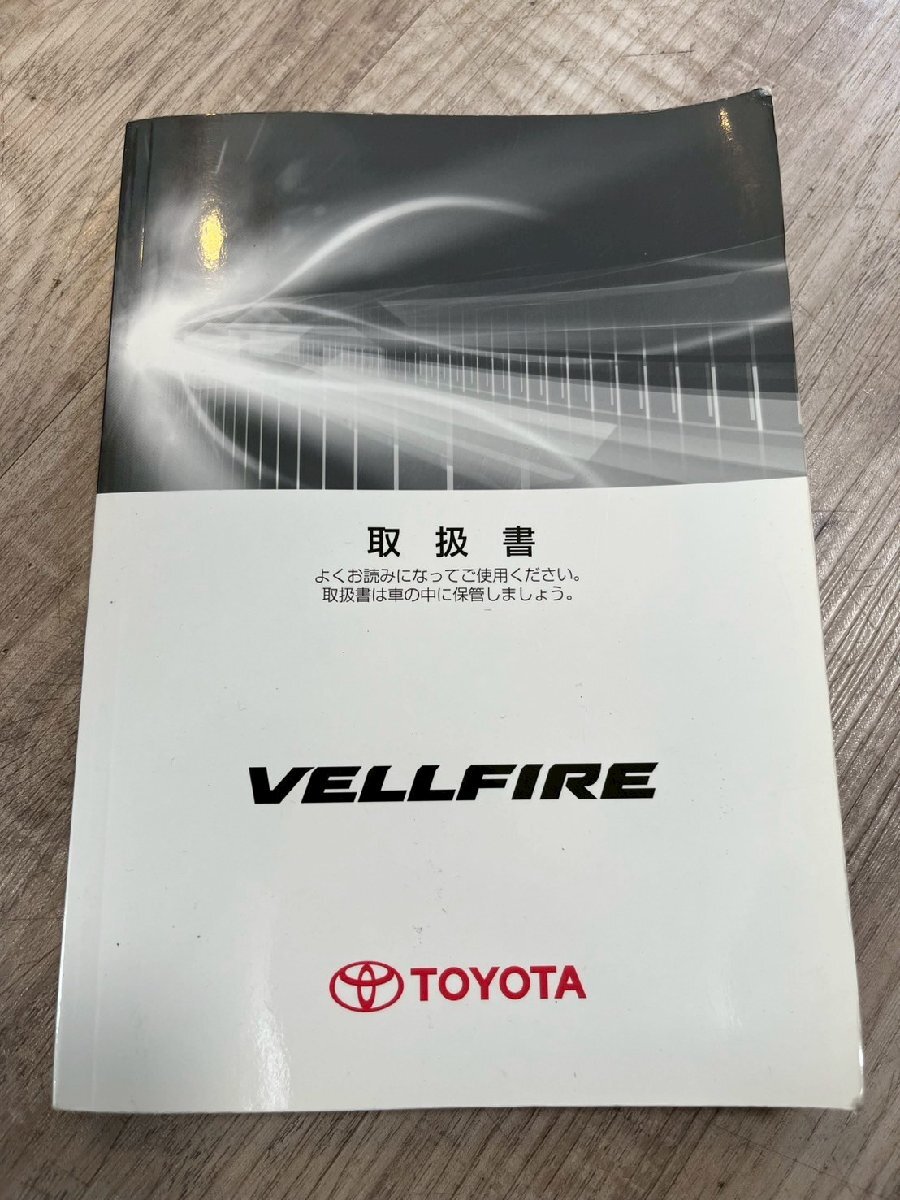 取扱書
よくお読みになってご使用ください。
取扱書は車の中に保管しましょう。
VELLFIRE
TOYOTA